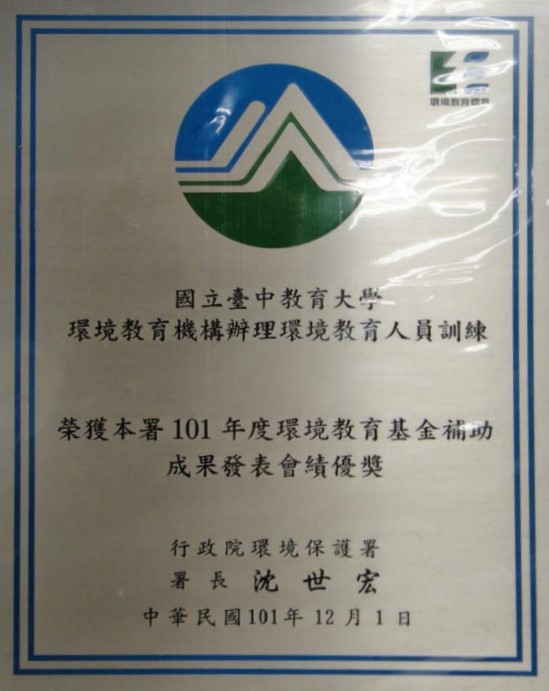 環境教育標章
國立臺中教育大學
環境教育機構辦理環境教育人員訓練
榮獲本署101年度環境教育基金補助
成果發表會績優獎
行政院環境保護署
署長 沈世宏
中華民國101年12月1日